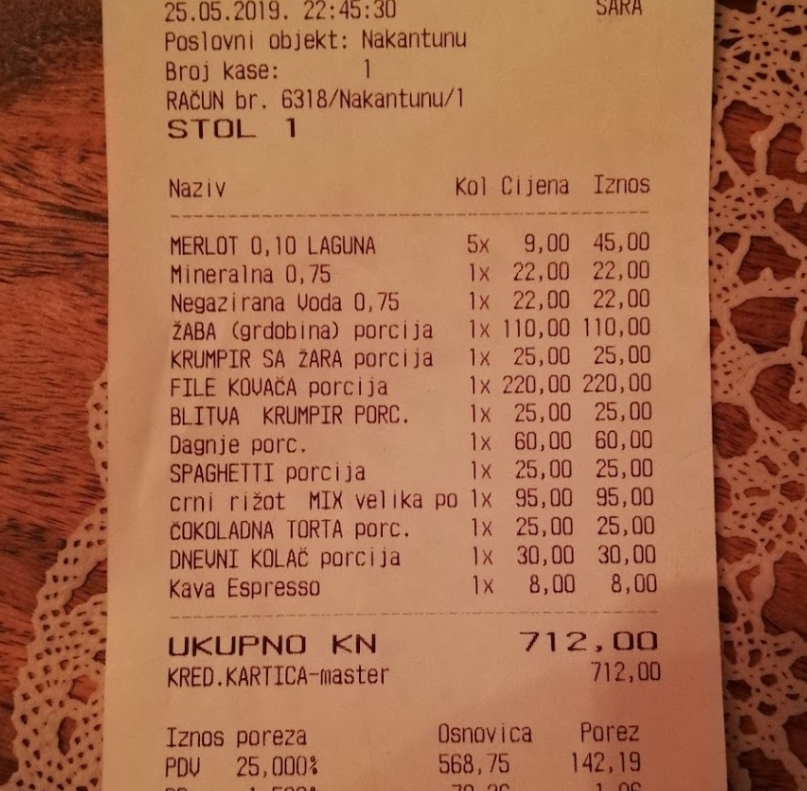 25.05.2019. 22:45:30 SARA
Poslovni objekt: Nakantunu
Broj kase: 1
RAČUN br. 6318/Nakantunu/1
STOL 1
Naziv Kol Cijena Iznos
MERLOT 0,10 LAGUNA 5x 9,00 45,00
Mineralna 0,75 1x 22,00 22,00
Negazirana Voda 0,75 1x 22,00 22,00
ŽABA (grdobina) porcija 1x 110,00 110,00
KRUMPIR SA ŽARA porcija 1x 25,00 25,00
FILE KOVAČA porcija 1x 220,00 220,00
BLITVA KRUMPIR PORC. 1x 25,00 25,00
Dagnje porc. 1x 60,00 60,00
SPAGHETTI porcija 1x 25,00 25,00
crni rižot MIX velika po 1x 95,00 95,00
ČOKOLADNA TORTA porc. 1x 25,00 25,00
DNEVNI KOLAČ porcija 1x 30,00 30,00
Kava Espresso 1x 8,00 8,00
UKUPNO KN 712,00
KRED.KARTICA-master 712,00
Iznos poreza Osnovica Porez
PDV 25,000% 568,75 142,19